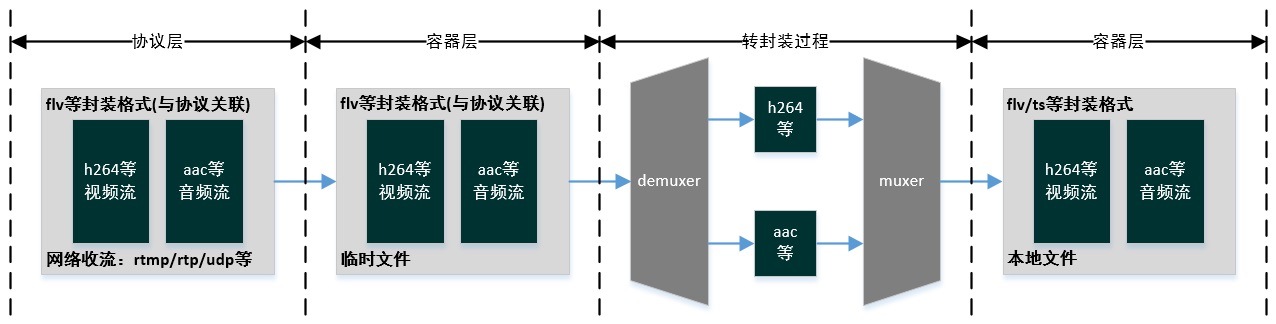 协议层
容器层
转封装过程
容器层
flv等封装格式(与协议关联)
h264等
视频流
aac等
音频流
网络收流：rtmp/rtp/udp等
flv等封装格式(与协议关联)
h264等
视频流
aac等
音频流
临时文件
demuxer
h264
等
aac
等
muxer
flv/ts等封装格式
h264等
视频流
aac等
音频流
本地文件